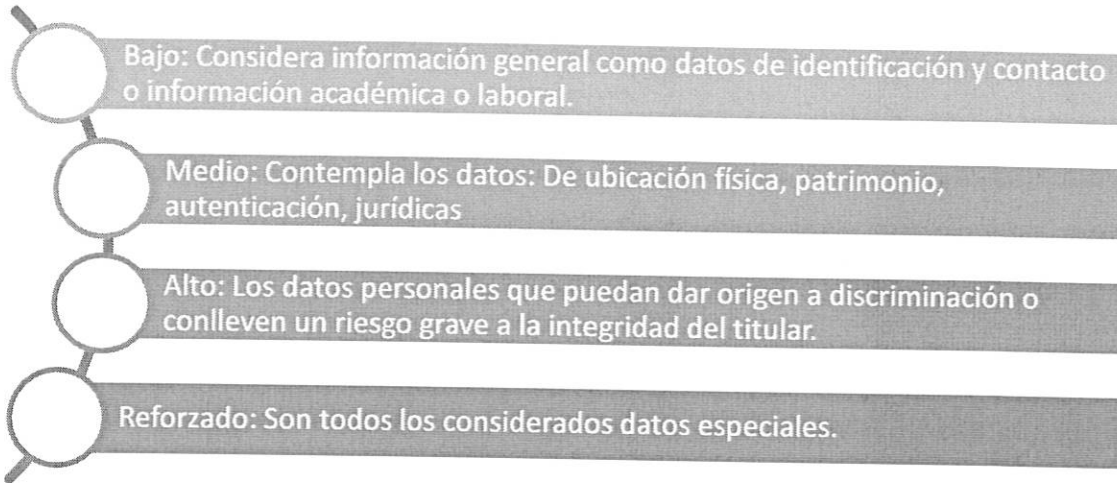 Bajo: Considera información general como datos de identificación y contacto
o información académica o laboral.
Medio: Contempla los datos: De ubicación física, patrimonio,
autenticación, jurídicas
Alto: Los datos personales que puedan dar origen a discriminación o
conlleven un riesgo grave a la integridad del titular.
Reforzado: Son todos los considerados datos especiales.